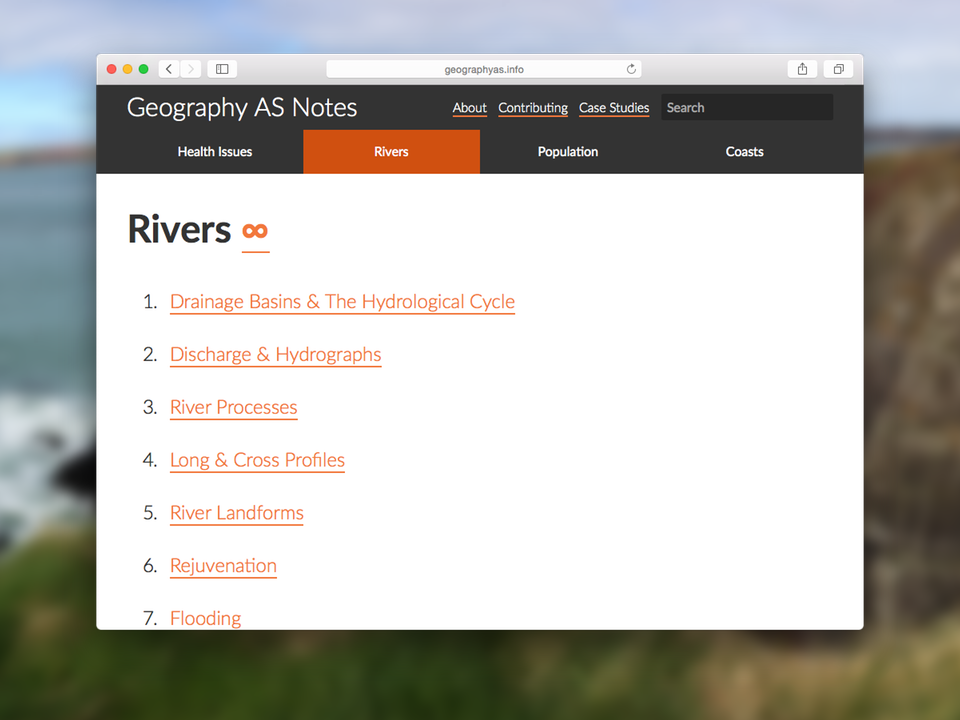 geographyas.info
Geography AS Notes
About Contributing Case Studies Search
Health Issues Rivers Population Coasts
Rivers ∞
1. Drainage Basins & The Hydrological Cycle
2. Discharge & Hydrographs
3. River Processes
4. Long & Cross Profiles
5. River Landforms
6. Rejuvenation
7. Flooding